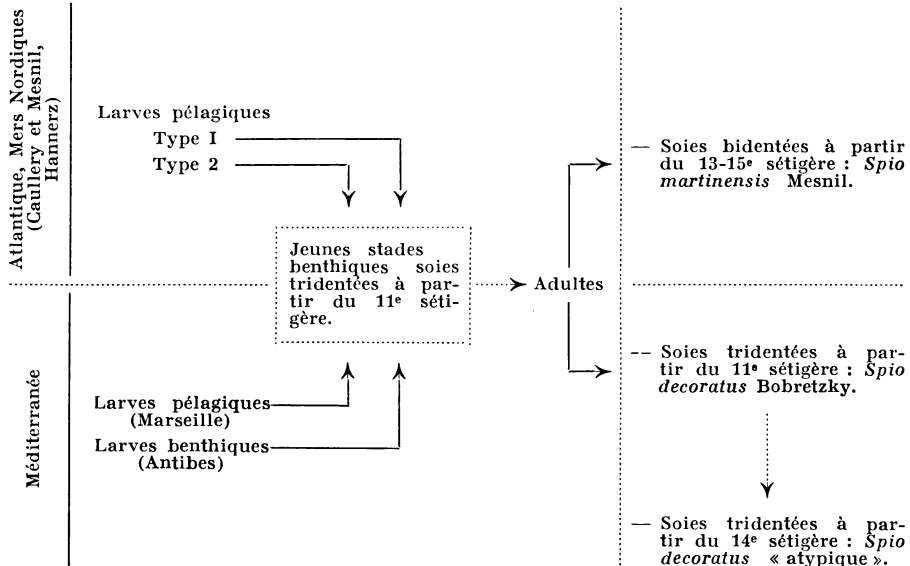 Atlantique, Mers Nordiques
(Caullery et Mesnil,
Hannerz)
Larves pélagiques
Type I
Type 2
Jeunes stades
benthiques soies
tridentées à par-
tir du 11e séti-
gère.
Adultes
— Soies bidentées à partir
du 13-15e sétigère : Spio
martinensis Mesnil.
Méditerranée
Larves pélagiques
(Marseille)
Larves benthiques
(Antibes)
-- Soies tridentées à par-
tir du 11e sétigère : Spio
decoratus Bobretzky.
— Soies tridentées à par-
tir du 14e sétigère : Spio
decoratus « atypique ».